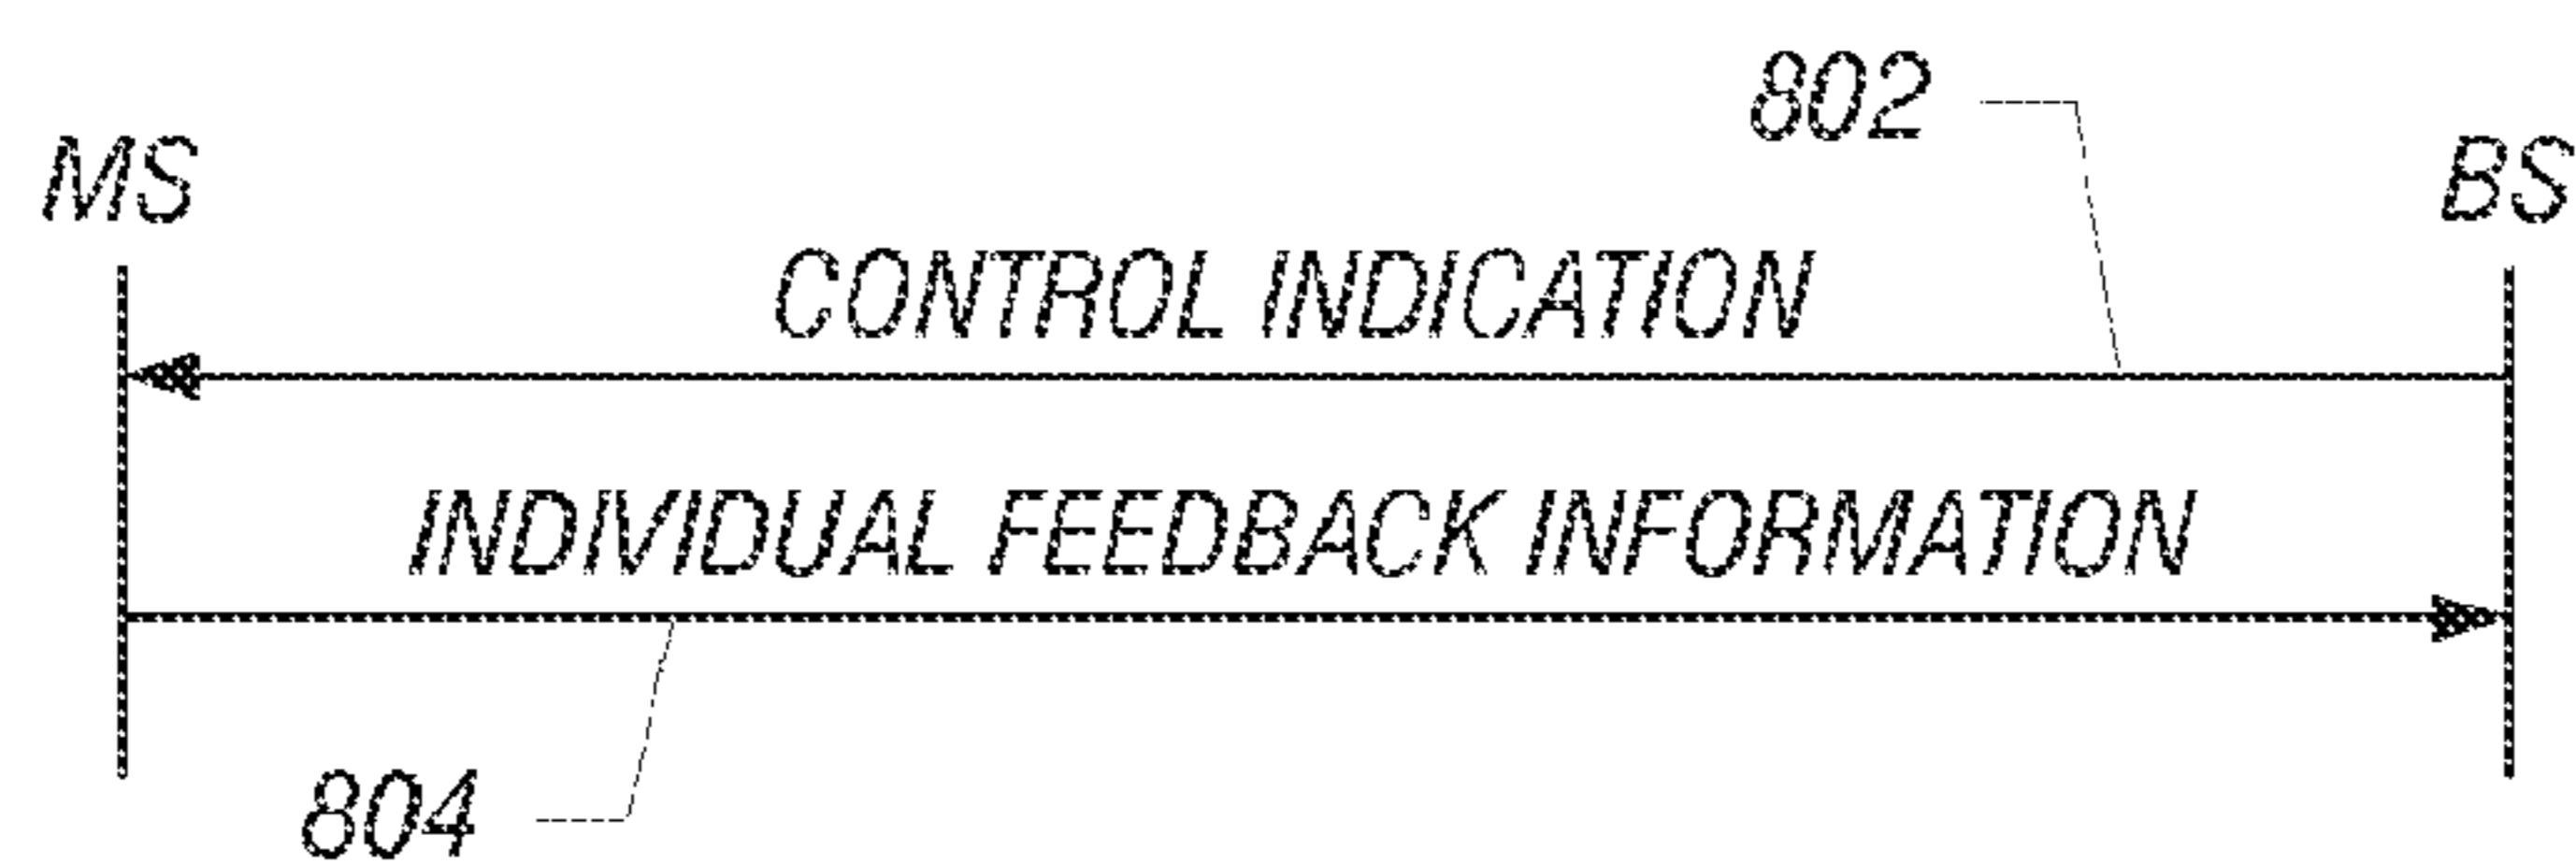 802
MS
BS
CONTROL INDICATION
INDIVIDUAL FEEDBACK INFORMATION
804